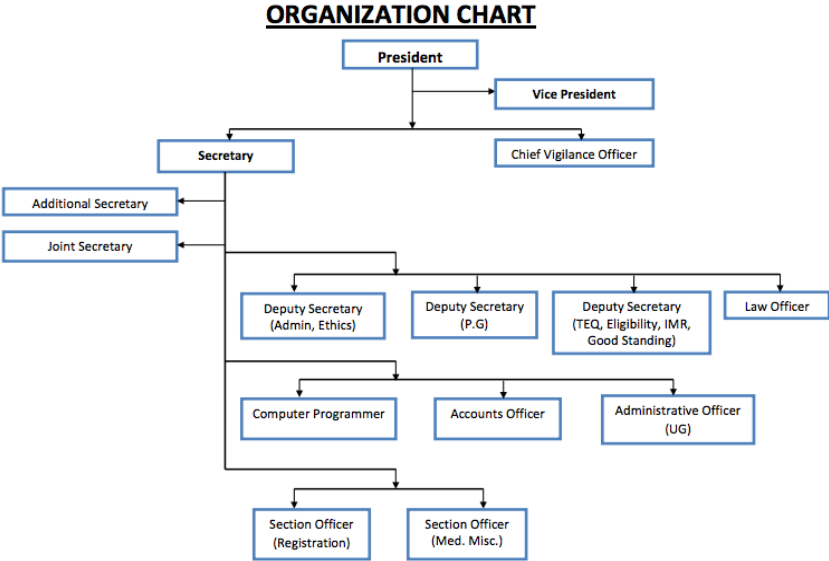 ORGANIZATION CHART
President
Vice President
Secretary
Chief Vigilance Officer
Additional Secretary
Joint Secretary
Deputy Secretary
(Admin, Ethics)
Deputy Secretary
(P.G)
Deputy Secretary
(TEQ, Eligibility, IMR,
Good Standing)
Law Officer
Computer Programmer
Accounts Officer
Administrative Officer
(UG)
Section Officer
(Registration)
Section Officer
(Med. Misc.)